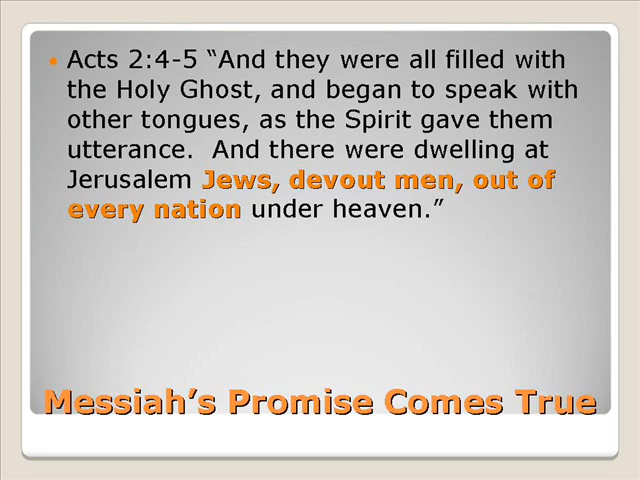 • Acts 2:4-5 “And they were all filled with
the Holy Ghost, and began to speak with
other tongues, as the Spirit gave them
utterance.  And there were dwelling at
Jerusalem Jews, devout men, out of
every nation under heaven.”
Messiah’s Promise Comes True